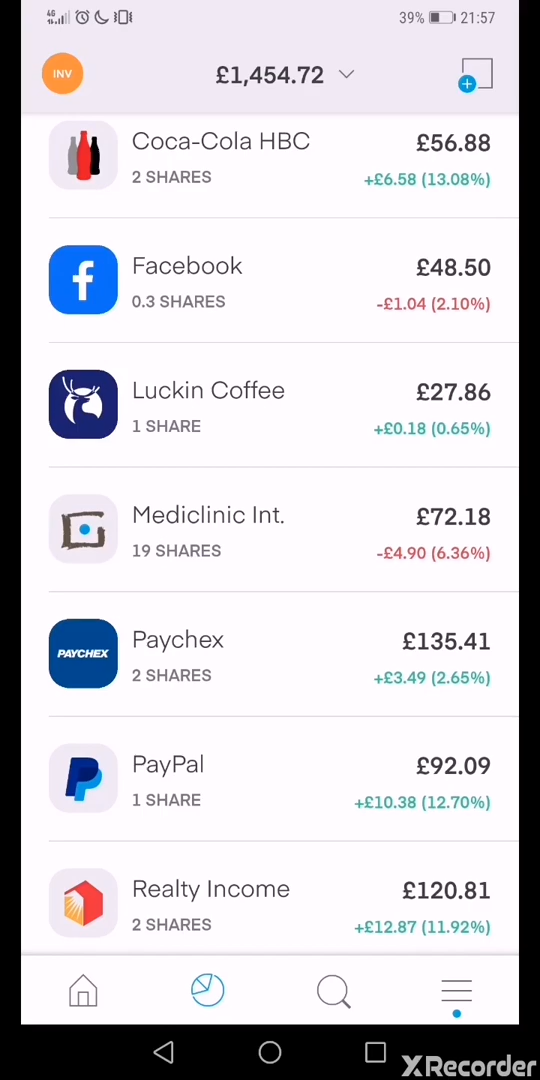 4G 39% 21:57
INV £1,454.72
Coca-Cola HBC £56.88
2 SHARES +£6.58 (13.08%)
Facebook £48.50
0.3 SHARES -£1.04 (2.10%)
Luckin Coffee £27.86
1 SHARE +£0.18 (0.65%)
Mediclinic Int. £72.18
19 SHARES -£4.90 (6.36%)
PAYCHEX Paychex £135.41
2 SHARES +£3.49 (2.65%)
PayPal £92.09
1 SHARE +£10.38 (12.70%)
Realty Income £120.81
2 SHARES +£12.87 (11.92%)
XRecorder